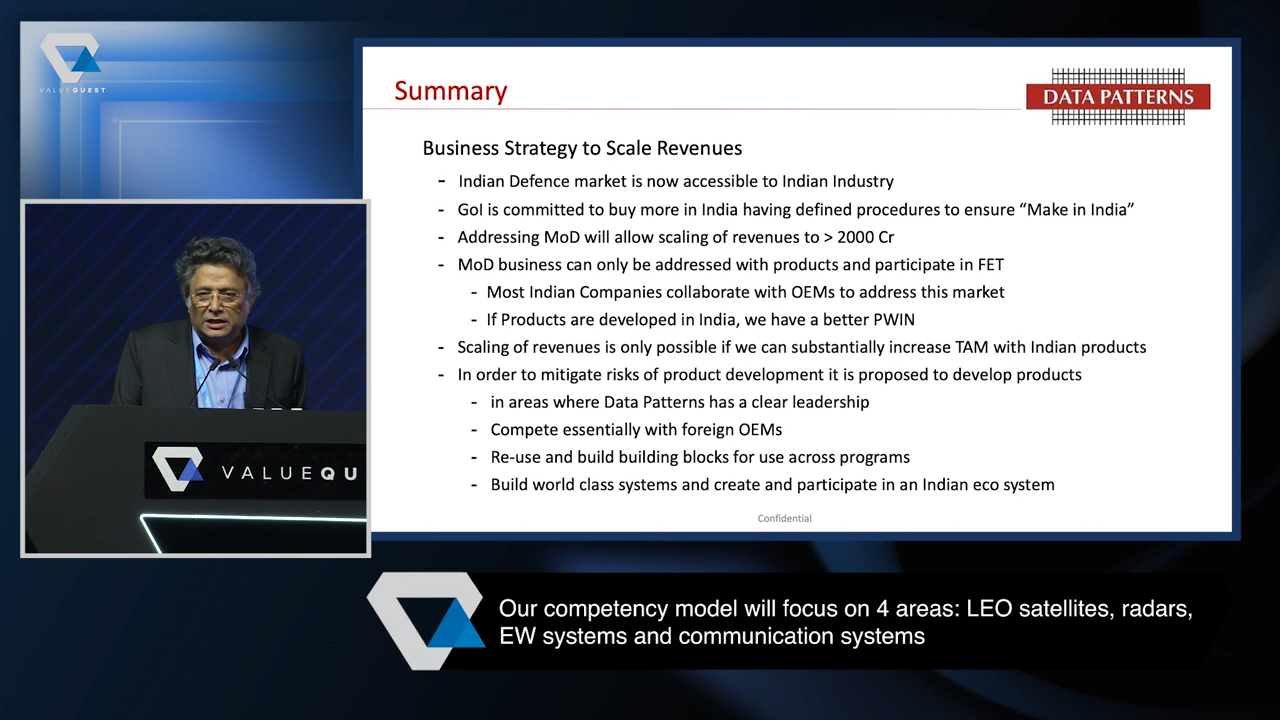 VALUEQUEST
Summary
DATA PATTERNS
Business Strategy to Scale Revenues
- Indian Defence market is now accessible to Indian Industry
- GoI is committed to buy more in India having defined procedures to ensure “Make in India”
- Addressing MoD will allow scaling of revenues to > 2000 Cr
- MoD business can only be addressed with products and participate in FET
- Most Indian Companies collaborate with OEMs to address this market
- If Products are developed in India, we have a better PWIN
- Scaling of revenues is only possible if we can substantially increase TAM with Indian products
- In order to mitigate risks of product development it is proposed to develop products
- in areas where Data Patterns has a clear leadership
- Compete essentially with foreign OEMs
- Re-use and build building blocks for use across programs
- Build world class systems and create and participate in an Indian eco system
Confidential
VALUEQU
Our competency model will focus on 4 areas: LEO satellites, radars,
EW systems and communication systems